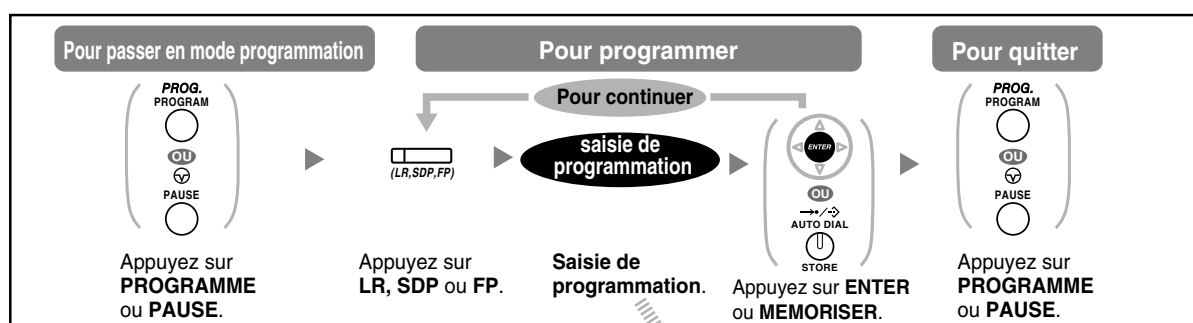 Pour passer en mode programmation
Pour programmer
Pour quitter
PROG.
PROGRAM
OU
PAUSE
Appuyez sur
PROGRAMME
ou PAUSE.
Pour continuer
(LR,SDP,FP)
Appuyez sur
LR, SDP ou FP.
saisie de
programmation
Saisie de
programmation.
ENTER
OU
AUTO DIAL
STORE
Appuyez sur ENTER
ou MEMORISER.
PROG.
PROGRAM
OU
PAUSE
Appuyez sur
PROGRAMME
ou PAUSE.